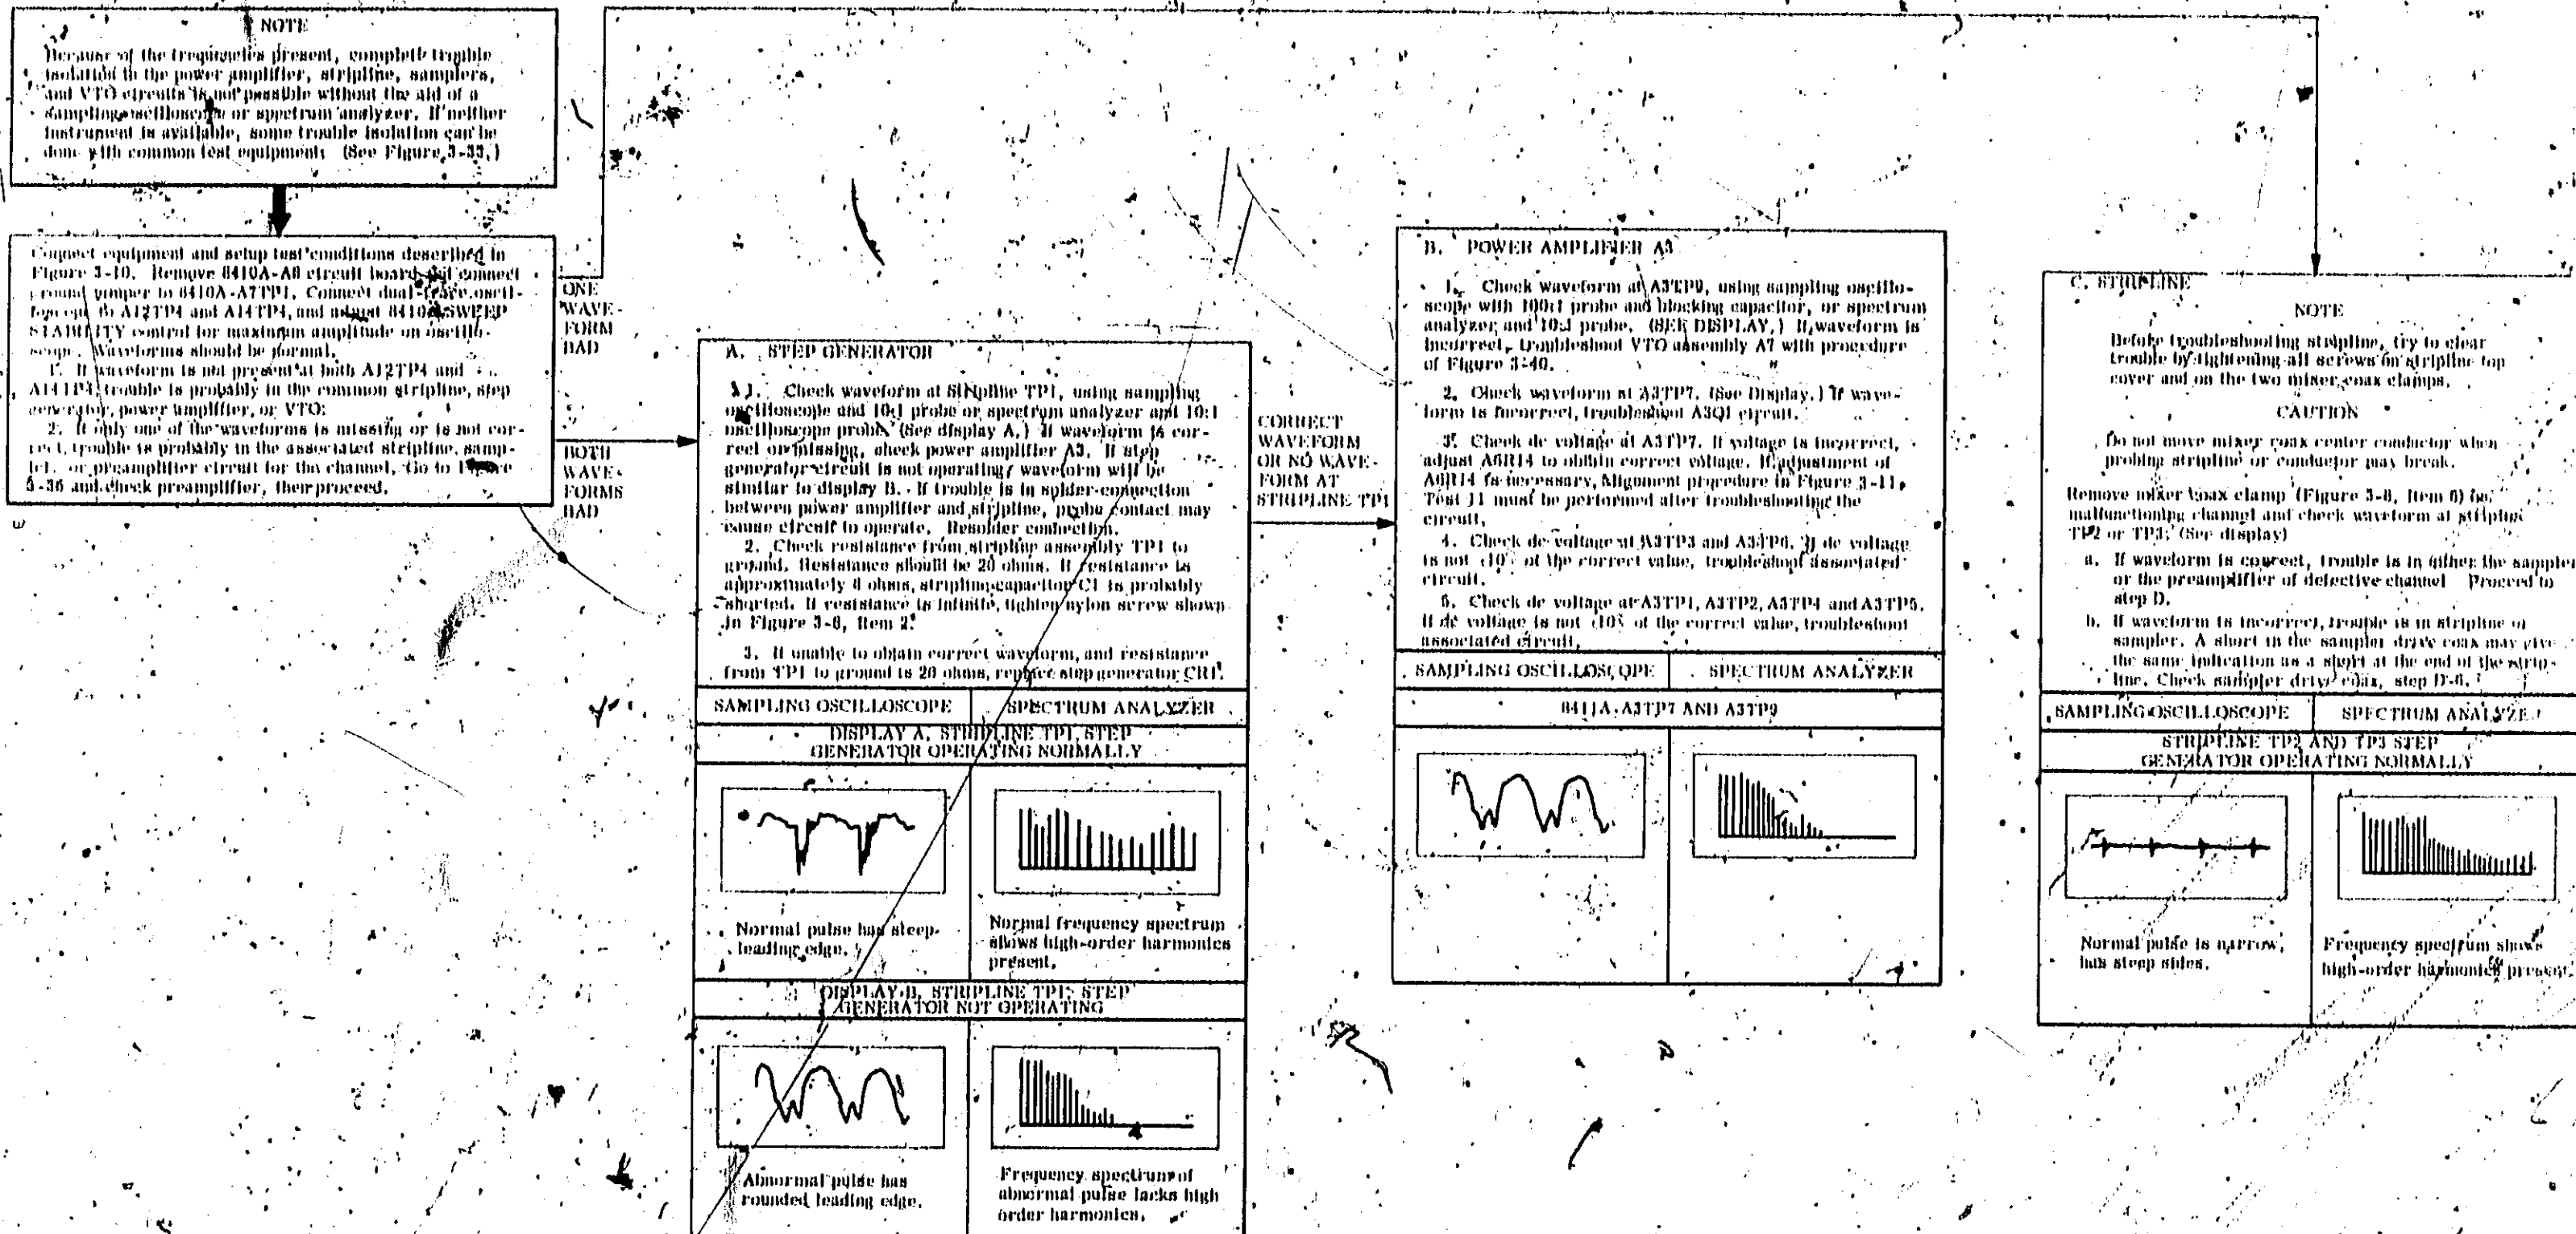 NOTE
Because of the frequencies present, complete trouble
isolation in the power amplifier, stripline, samplers,
and VTO circuits is not possible without the aid of a
sampling oscilloscope or spectrum analyzer. If neither
instrument is available, some trouble isolation can be
done with common test equipment. (See Figure 3-33.)
Connect equipment and setup test conditions described in
Figure 3-10. Remove 8410A-A8 circuit board and connect
ground jumper to 8410A-A7TP1. Connect dual-trace oscil-
loscope to A12TP4 and A14TP4, and adjust 8410A SWEEP
STABILITY control for maximum amplitude on oscillo-
scope. Waveforms should be normal.
1. If waveform is not present at both A12TP4 and
A14TP4, trouble is probably in the common stripline, step
generator, power amplifier, or VTO.
2. If only one of the waveforms is missing or is not cor-
rect, trouble is probably in the associated stripline, samp-
ler, or preamplifier circuit for the channel. Go to Figure
3-36 and check preamplifier, then proceed.
ONE
WAVE-
FORM
BAD
BOTH
WAVE-
FORMS
BAD
A. STEP GENERATOR
1. Check waveform at Stripline TP1, using sampling
oscilloscope and 10:1 probe or spectrum analyzer and 10:1
oscilloscope probe. (See display A.) If waveform is cor-
rect or missing, check power amplifier A3. If step
generator circuit is not operating, waveform will be
similar to display B. If trouble is in solder-connection
between power amplifier and stripline, probe contact may
cause circuit to operate. Resolder connection.
2. Check resistance from stripline assembly TP1 to
ground. Resistance should be 20 ohms. If resistance is
approximately 8 ohms, stripline capacitor C1 is probably
shorted. If resistance is infinite, tighten nylon screw shown
in Figure 3-8, Item 2.
3. If unable to obtain correct waveform, and resistance
from TP1 to ground is 20 ohms, replace step generator CR1.
SAMPLING OSCILLOSCOPE
SPECTRUM ANALYZER
DISPLAY A. STRIPLINE TP1, STEP
GENERATOR OPERATING NORMALLY
Normal pulse has steep
leading edge.
Normal frequency spectrum
shows high-order harmonics
present.
DISPLAY B. STRIPLINE TP1, STEP
GENERATOR NOT OPERATING
Abnormal pulse has
rounded leading edge.
Frequency spectrum of
abnormal pulse lacks high
order harmonics.
CORRECT
WAVEFORM
OR NO WAVE-
FORM AT
STRIPLINE TP1
B. POWER AMPLIFIER A3
1. Check waveform at A3TP9, using sampling oscillo-
scope with 100:1 probe and blocking capacitor, or spectrum
analyzer and 10:1 probe. (SEE DISPLAY.) If waveform is
incorrect, troubleshoot VTO assembly A7 with procedure
of Figure 3-40.
2. Check waveform at A3TP7. (See Display.) If wave-
form is incorrect, troubleshoot A3Q1 circuit.
3. Check dc voltage at A3TP7. If voltage is incorrect,
adjust A6R14 to obtain correct voltage. If adjustment of
A6R14 is necessary, alignment procedure in Figure 3-11,
Test 11 must be performed after troubleshooting the
circuit.
4. Check dc voltage at A3TP3 and A3TP6. If dc voltage
is not ±10% of the correct value, troubleshoot associated
circuit.
5. Check dc voltage at A3TP1, A3TP2, A3TP4 and A3TP5.
If dc voltage is not ±10% of the correct value, troubleshoot
associated circuit.
SAMPLING OSCILLOSCOPE
SPECTRUM ANALYZER
8411A-A3TP7 AND A3TP9
C. STRIPLINE
NOTE
Before troubleshooting stripline, try to clear
trouble by tightening all screws on stripline top
cover and on the two mixer coax clamps.
CAUTION
Do not move mixer coax center conductor when
probing stripline or conductor may break.
Remove mixer coax clamp (Figure 3-8, Item 6) for
malfunctioning channel and check waveform at stripline
TP2 or TP3. (See display)
a. If waveform is correct, trouble is in either the sampler
or the preamplifier of defective channel Proceed to
step D.
b. If waveform is incorrect, trouble is in stripline or
sampler. A short in the sampler drive coax may give
the same indication as a short at the end of the strip-
line. Check sampler drive coax, step D-6.
SAMPLING OSCILLOSCOPE
SPECTRUM ANALYZER
STRIPLINE TP2 AND TP3 STEP
GENERATOR OPERATING NORMALLY
Normal pulse is narrow,
has steep sides.
Frequency spectrum shows
high-order harmonics present.